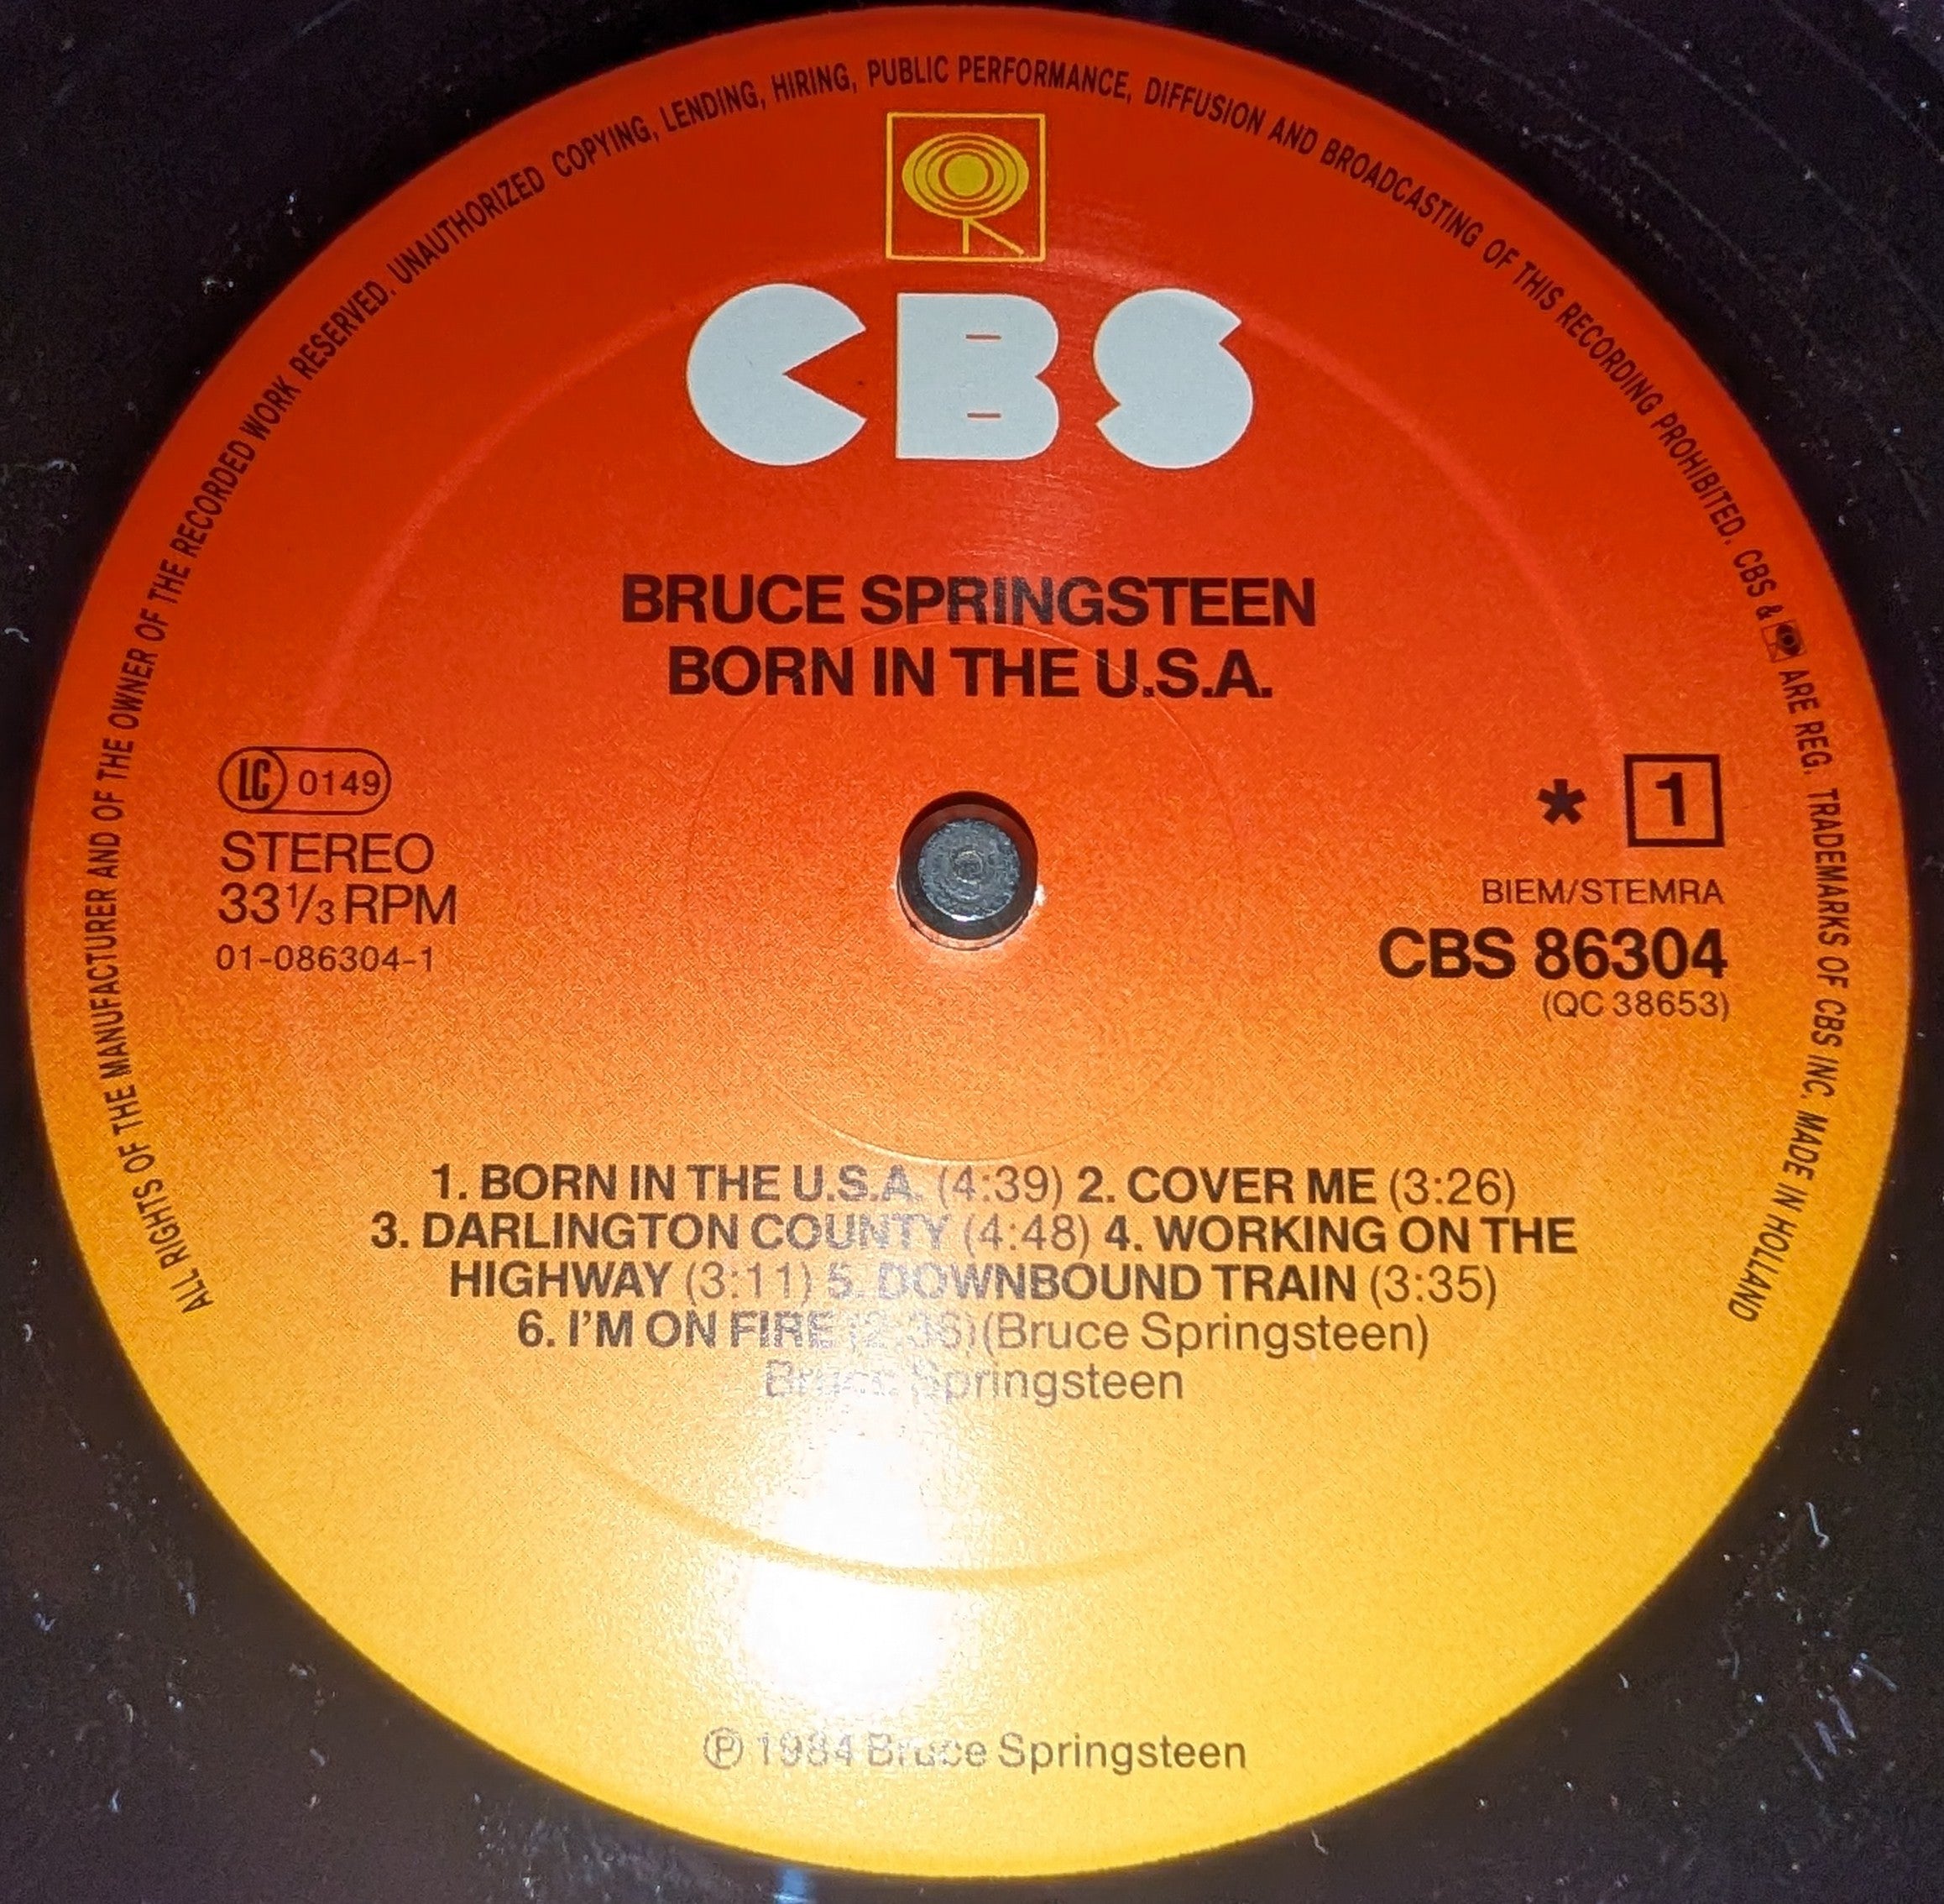 ALL RIGHTS OF THE MANUFACTURER AND OF THE OWNER OF THE RECORDED WORK RESERVED. UNAUTHORIZED COPYING, LENDING, HIRING, PUBLIC PERFORMANCE, DIFFUSION AND BROADCASTING OF THIS RECORDING PROHIBITED. CBS & ARE REG. TRADEMARKS OF CBS INC. MADE IN HOLLAND
CBS
BRUCE SPRINGSTEEN
BORN IN THE U.S.A.
LC 0149
STEREO
33 1/3 RPM
01-086304-1
* 1
BIEM/STEMRA
CBS 86304
(QC 38653)
1. BORN IN THE U.S.A. (4:39) 2. COVER ME (3:26)
3. DARLINGTON COUNTY (4:48) 4. WORKING ON THE
HIGHWAY (3:11) 5. DOWNBOUND TRAIN (3:35)
6. I'M ON FIRE (2:36) (Bruce Springsteen)
Bruce Springsteen
℗ 1984 Bruce Springsteen